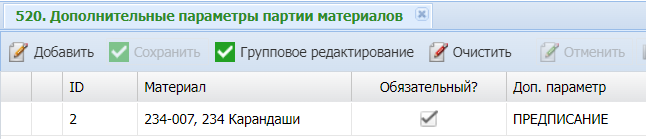 520. Дополнительные параметры партии материалов
Добавить Сохранить Групповое редактирование Очистить Отменить
ID Материал Обязательный? Доп. параметр
2 234-007, 234 Карандаши ПРЕДПИСАНИЕ